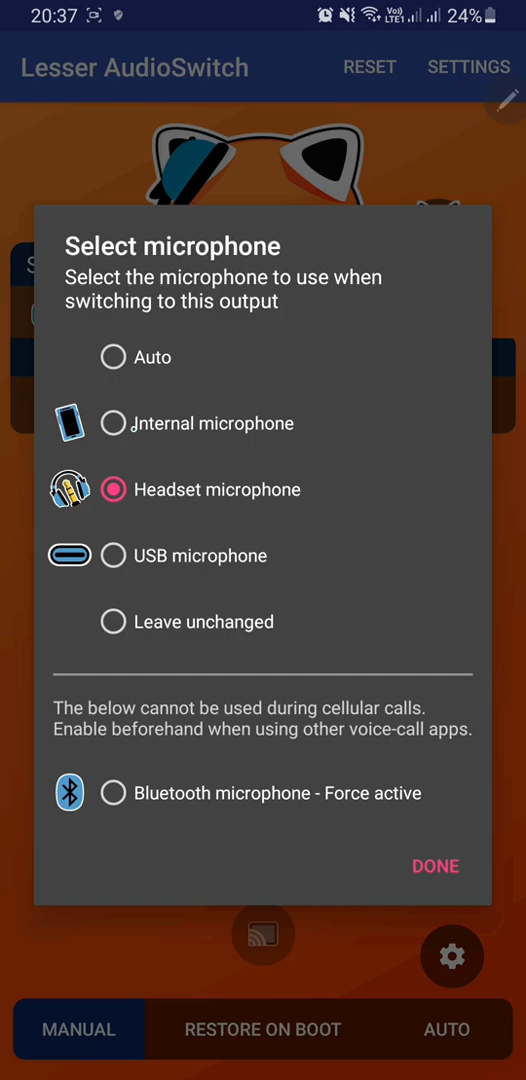 20:37
Vo)) LTE1 24%
Lesser AudioSwitch RESET SETTINGS
S
Select microphone
Select the microphone to use when
switching to this output
Auto
Internal microphone
Headset microphone
USB microphone
Leave unchanged
The below cannot be used during cellular calls.
Enable beforehand when using other voice-call apps.
Bluetooth microphone - Force active
DONE
MANUAL RESTORE ON BOOT AUTO